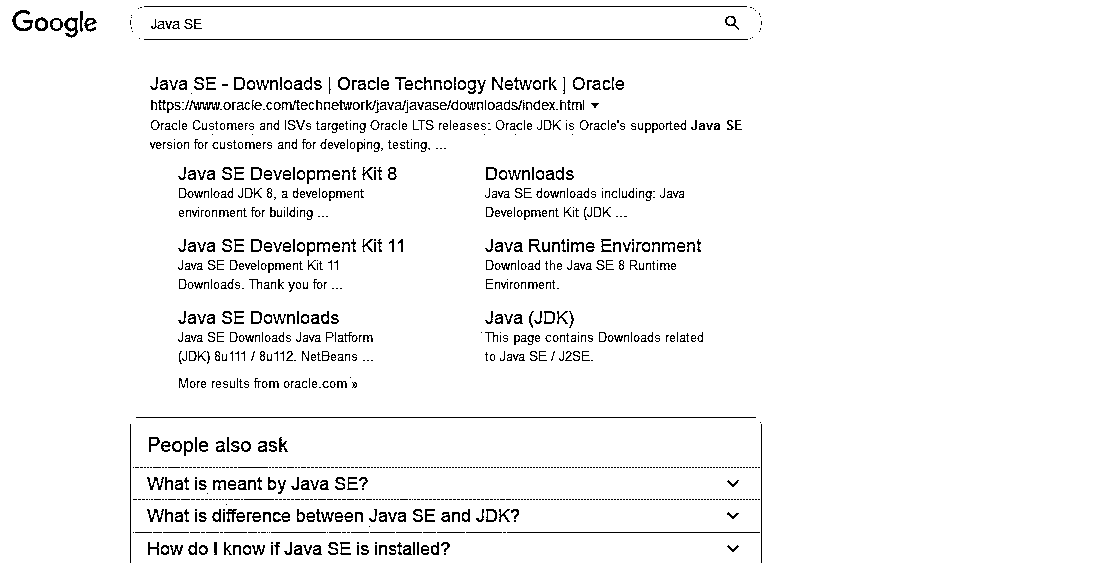 Google
Java SE
Java SE - Downloads | Oracle Technology Network | Oracle
https://www.oracle.com/technetwork/java/javase/downloads/index.html
Oracle Customers and ISVs targeting Oracle LTS releases: Oracle JDK is Oracle's supported Java SE
version for customers and for developing, testing, ...
Java SE Development Kit 8
Download JDK 8, a development
environment for building ...
Downloads
Java SE downloads including: Java
Development Kit (JDK ...
Java SE Development Kit 11
Java SE Development Kit 11
Downloads. Thank you for ...
Java Runtime Environment
Download the Java SE 8 Runtime
Environment.
Java SE Downloads
Java SE Downloads Java Platform
(JDK) 8u111 / 8u112. NetBeans ...
Java (JDK)
This page contains Downloads related
to Java SE / J2SE.
More results from oracle.com »
People also ask
What is meant by Java SE?
What is difference between Java SE and JDK?
How do I know if Java SE is installed?